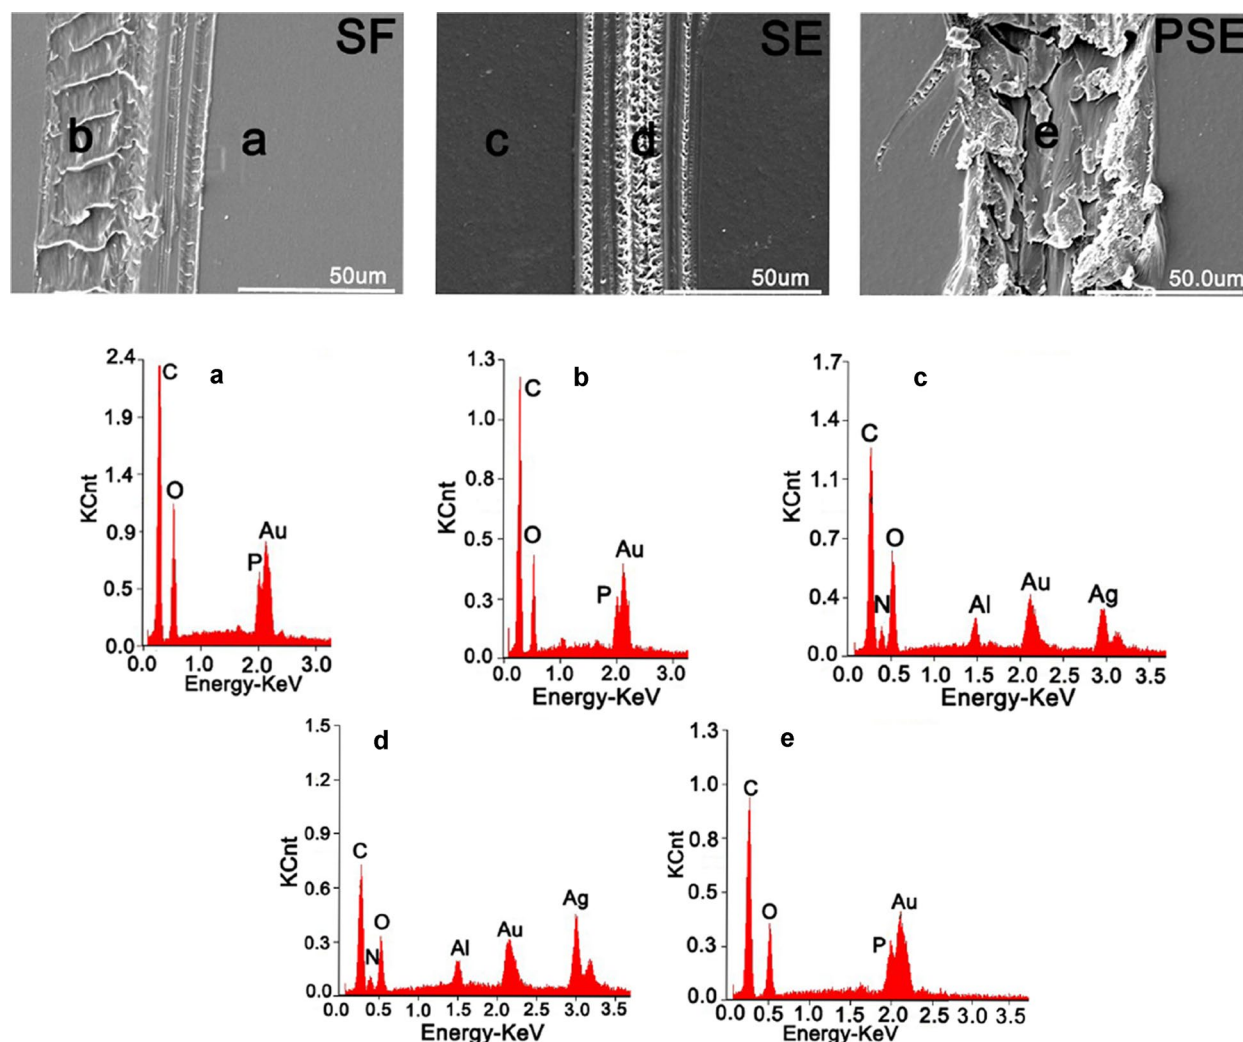 SF
SE
PSE
b
a
c
d
e
50um
50um
50.0um
a
b
c
2.4
1.9
1.4
0.9
0.5
0.0
KCnt
C
O
P
Au
0.0 1.0 2.0 3.0
Energy-KeV
1.3
1.0
0.8
0.5
0.3
0.0
KCnt
C
O
P
Au
0.0 1.0 2.0 3.0
Energy-KeV
1.7
1.4
1.1
0.7
0.4
0.0
KCnt
C
N
O
Al
Au
Ag
0.0 0.5 1.0 1.5 2.0 2.5 3.0 3.5
Energy-KeV
d
1.5
1.2
0.9
0.6
0.3
0.0
KCnt
C
N
O
Al
Au
Ag
0.0 0.5 1.0 1.5 2.0 2.5 3.0 3.5
Energy-KeV
e
1.3
1.0
0.8
0.5
0.3
0.0
KCnt
C
O
P
Au
0.0 0.5 1.0 1.5 2.0 2.5 3.0 3.5
Energy-KeV